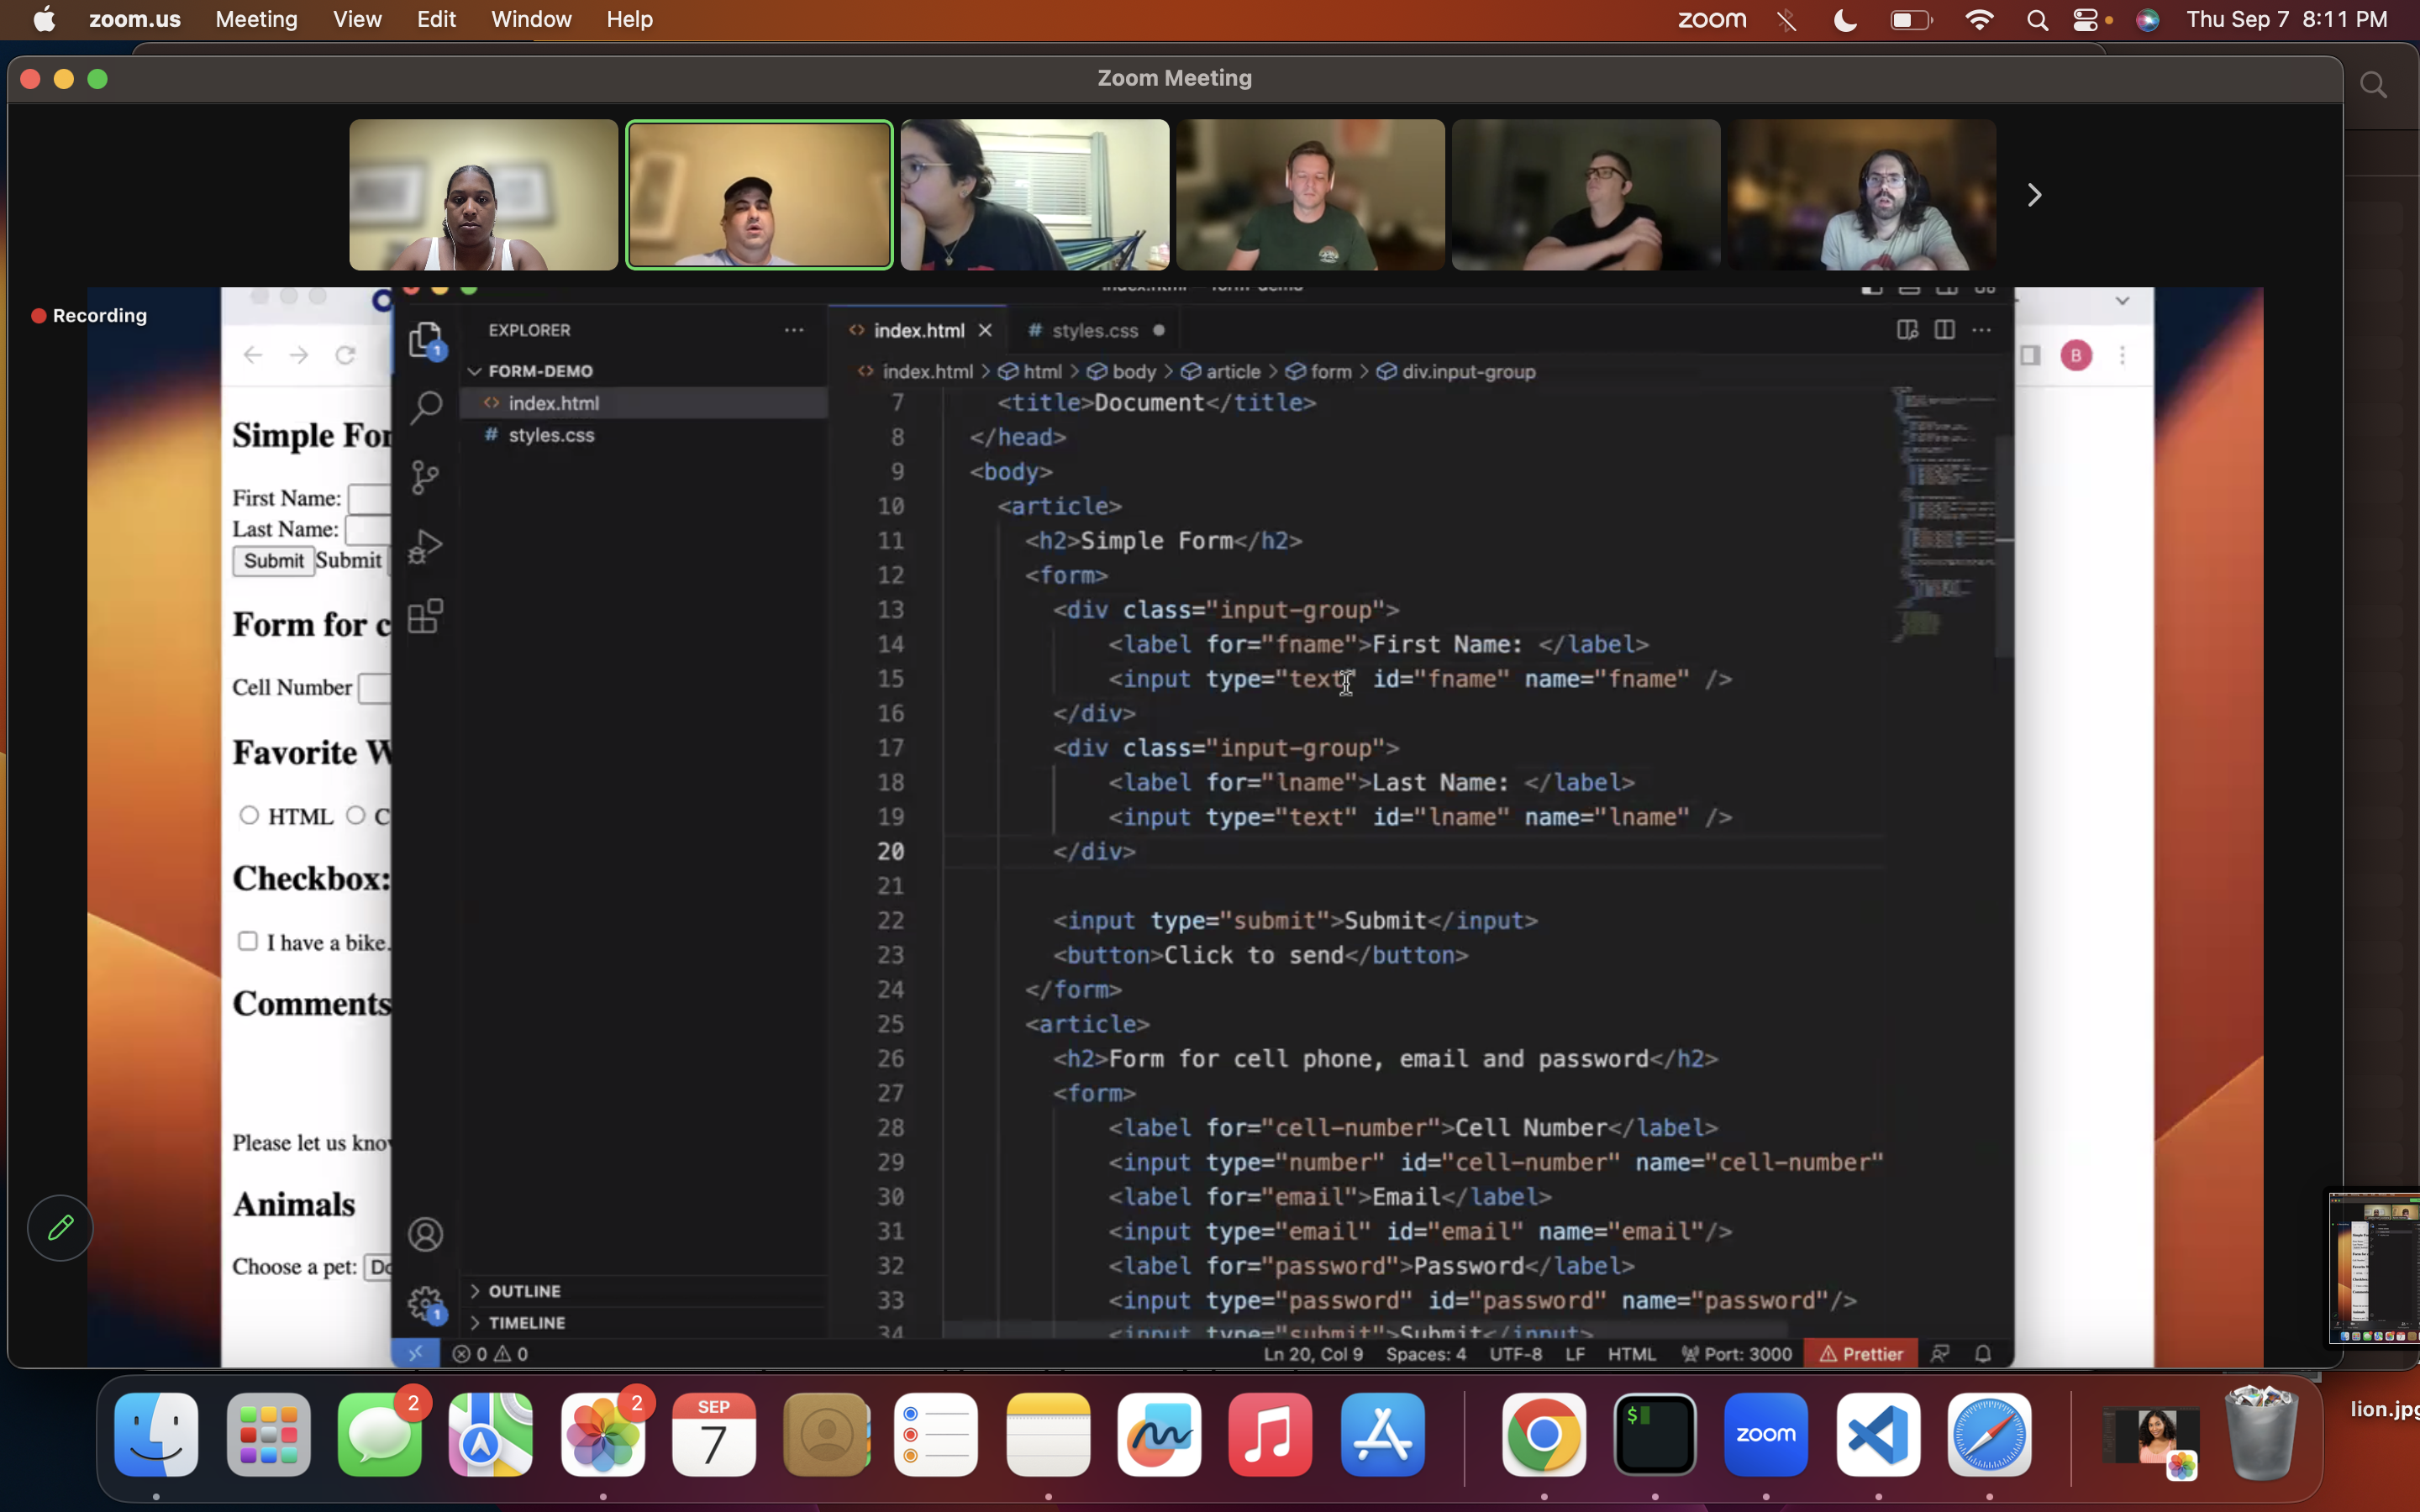 zoom.us Meeting View Edit Window Help zoom Thu Sep 7 8:11 PM
Zoom Meeting
Recording
Simple For
First Name:
Last Name:
Submit Submit
Form for c
Cell Number
Favorite W
HTML C
Checkbox:
I have a bike.
Comments
Please let us know
Animals
Choose a pet: Do
EXPLORER
FORM-DEMO
index.html
styles.css
OUTLINE
TIMELINE
index.html styles.css
index.html > html > body > article > form > div.input-group
7 <title>Document</title>
8 </head>
9 <body>
10 <article>
11 <h2>Simple Form</h2>
12 <form>
13 <div class="input-group">
14 <label for="fname">First Name: </label>
15 <input type="text" id="fname" name="fname" />
16 </div>
17 <div class="input-group">
18 <label for="lname">Last Name: </label>
19 <input type="text" id="lname" name="lname" />
20 </div>
21
22 <input type="submit">Submit</input>
23 <button>Click to send</button>
24 </form>
25 <article>
26 <h2>Form for cell phone, email and password</h2>
27 <form>
28 <label for="cell-number">Cell Number</label>
29 <input type="number" id="cell-number" name="cell-number"
30 <label for="email">Email</label>
31 <input type="email" id="email" name="email"/>
32 <label for="password">Password</label>
33 <input type="password" id="password" name="password"/>
34 <input type="submit">Submit</input>
0 0 Ln 20, Col 9 Spaces: 4 UTF-8 LF HTML Port: 3000 Prettier
B
1
1
2
2
SEP
7
$
zoom
lion.jpg